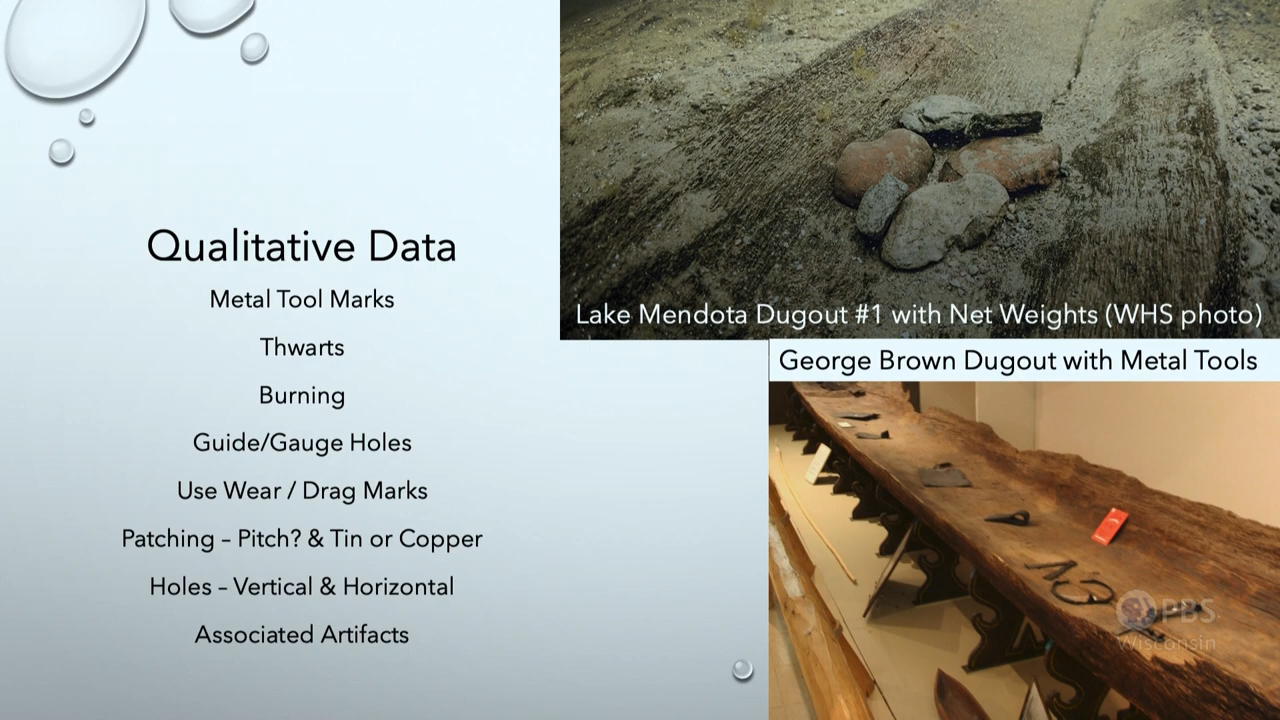 Qualitative Data
Metal Tool Marks
Thwarts
Burning
Guide/Gauge Holes
Use Wear / Drag Marks
Patching – Pitch? & Tin or Copper
Holes – Vertical & Horizontal
Associated Artifacts
Lake Mendota Dugout #1 with Net Weights (WHS photo)
George Brown Dugout with Metal Tools
PBS
Wisconsin